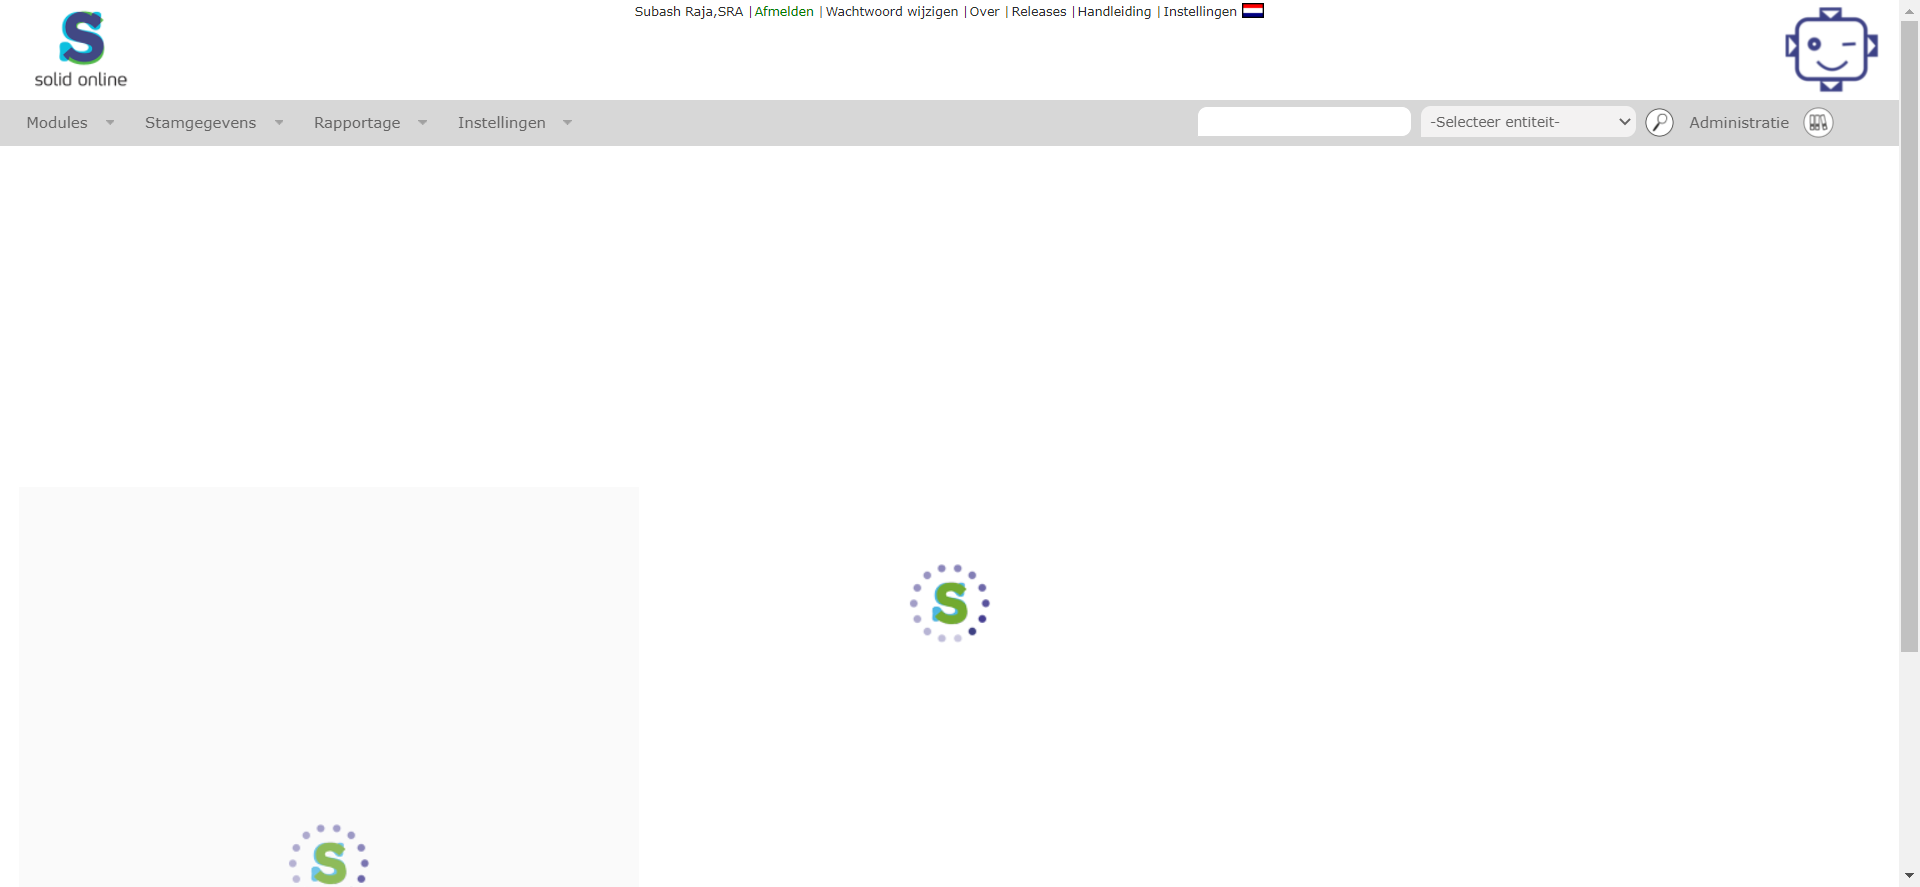 Subash Raja,SRA |Afmelden |Wachtwoord wijzigen |Over |Releases |Handleiding |Instellingen
S
solid online
Modules Stamgegevens Rapportage Instellingen -Selecteer entiteit- Administratie
S
S